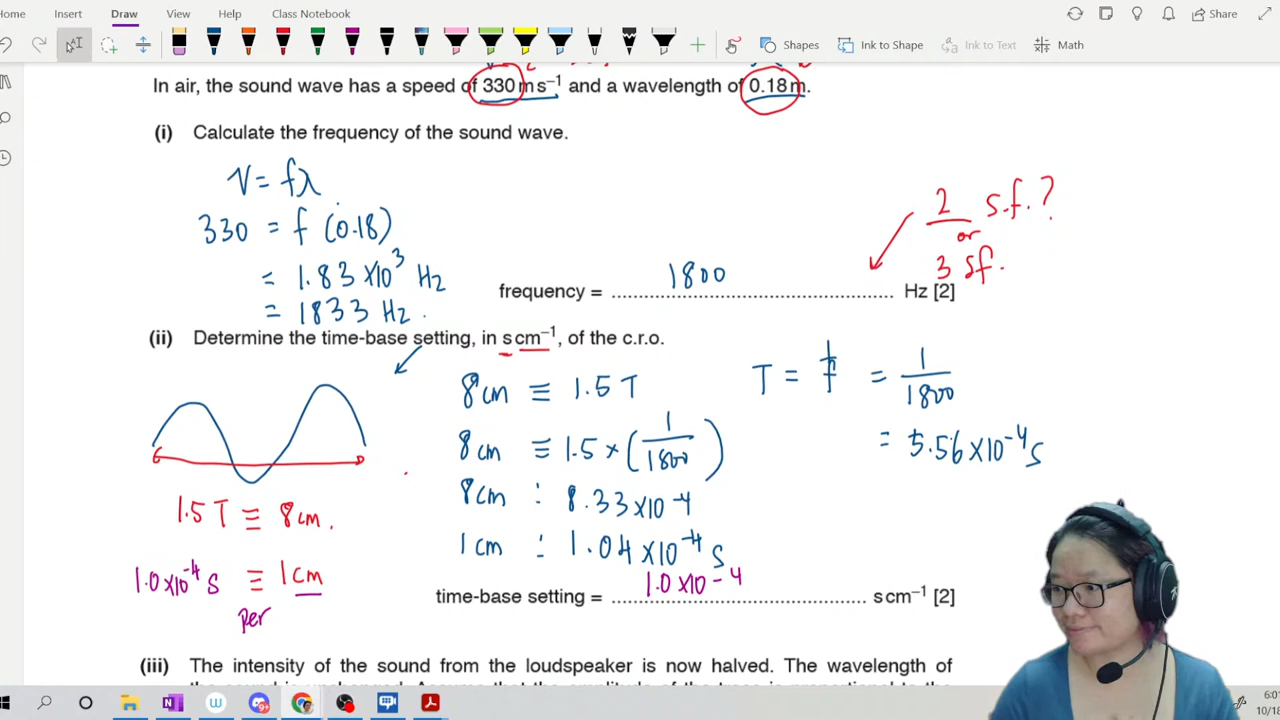 Home Insert Draw View Help Class Notebook Share
Shapes Ink to Shape Ink to Text Math
In air, the sound wave has a speed of 330 m s⁻¹ and a wavelength of 0.18 m.
(i) Calculate the frequency of the sound wave.
v = fλ
330 = f (0.18)
= 1.83 x10³ Hz
= 1833 Hz.
2 s.f.?
or
3 sf.
frequency = 1800 Hz [2]
(ii) Determine the time-base setting, in s cm⁻¹, of the c.r.o.
8cm ≡ 1.5 T
8cm ≡ 1.5 x (1/1800)
8cm : 8.33 x10⁻⁴
1 cm : 1.04 x10⁻⁴ s
T = 1/f = 1/1800
= 5.56 x10⁻⁴ s
1.5 T ≡ 8cm.
1.0x10⁻⁴ s ≡ 1cm
per
time-base setting = 1.0 x10⁻⁴ s cm⁻¹ [2]
(iii) The intensity of the sound from the loudspeaker is now halved. The wavelength of